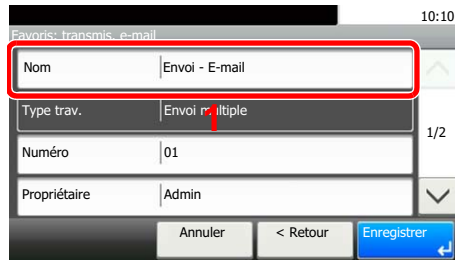 10:10
Favoris: transmis. e-mail
Nom Envoi - E-mail
Type trav. Envoi multiple
1
1/2
Numéro 01
Propriétaire Admin
Annuler < Retour Enregistrer